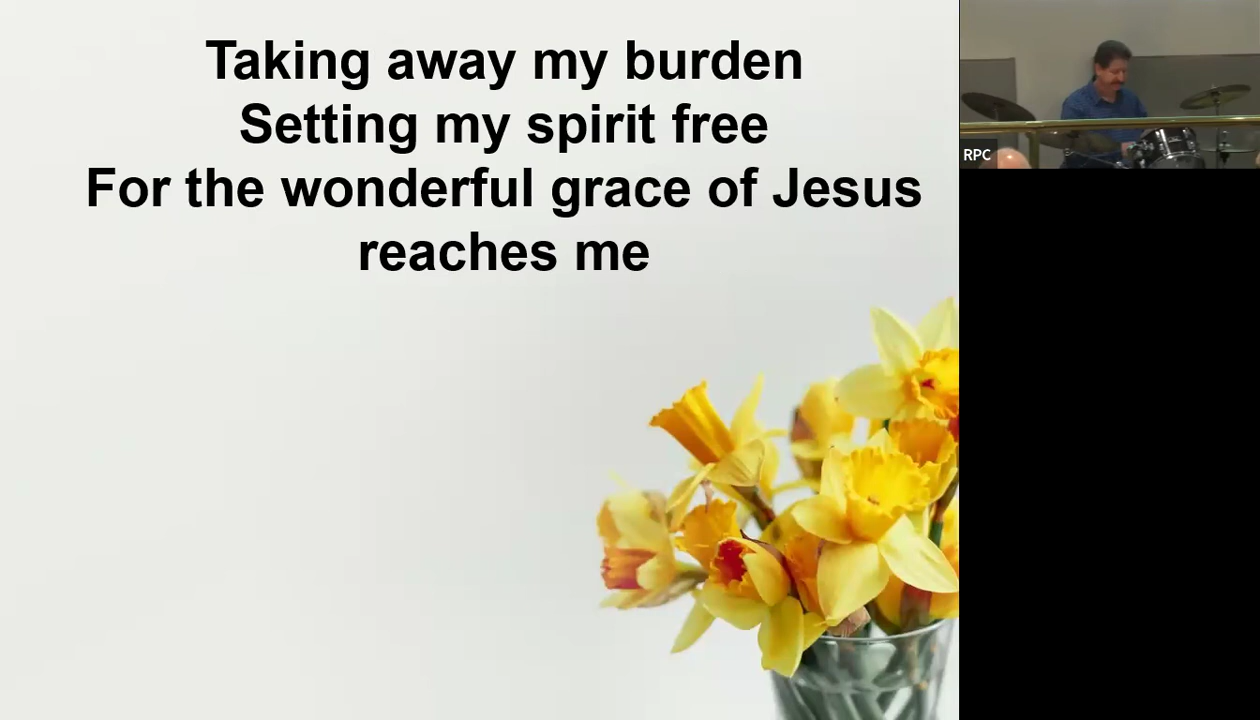 Taking away my burden
Setting my spirit free
For the wonderful grace of Jesus
reaches me
RPC